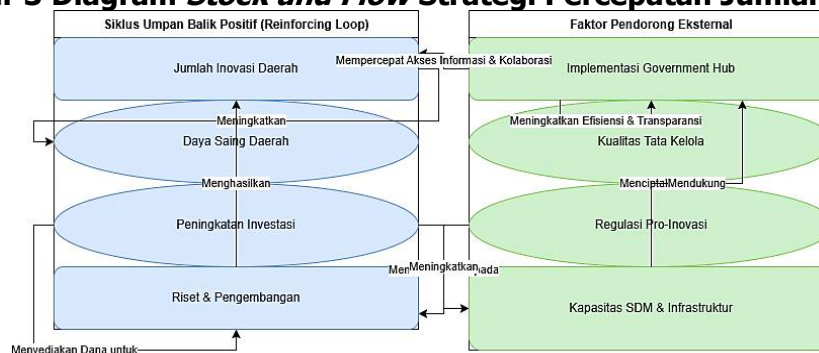 3 Diagram Stock and Flow Strategi Percepatan Jumlah
Siklus Umpan Balik Positif (Reinforcing Loop)
Faktor Pendorong Eksternal
Jumlah Inovasi Daerah
Mempercepat Akses Informasi & Kolaborasi
Implementasi Government Hub
Meningkatkan
Meningkatkan Efisiensi & Transparansi
Daya Saing Daerah
Kualitas Tata Kelola
Menghasilkan
Mendukung
Peningkatan Investasi
Regulasi Pro-Inovasi
Meningkatkan
Riset & Pengembangan
Kapasitas SDM & Infrastruktur
Menyediakan Dana untuk